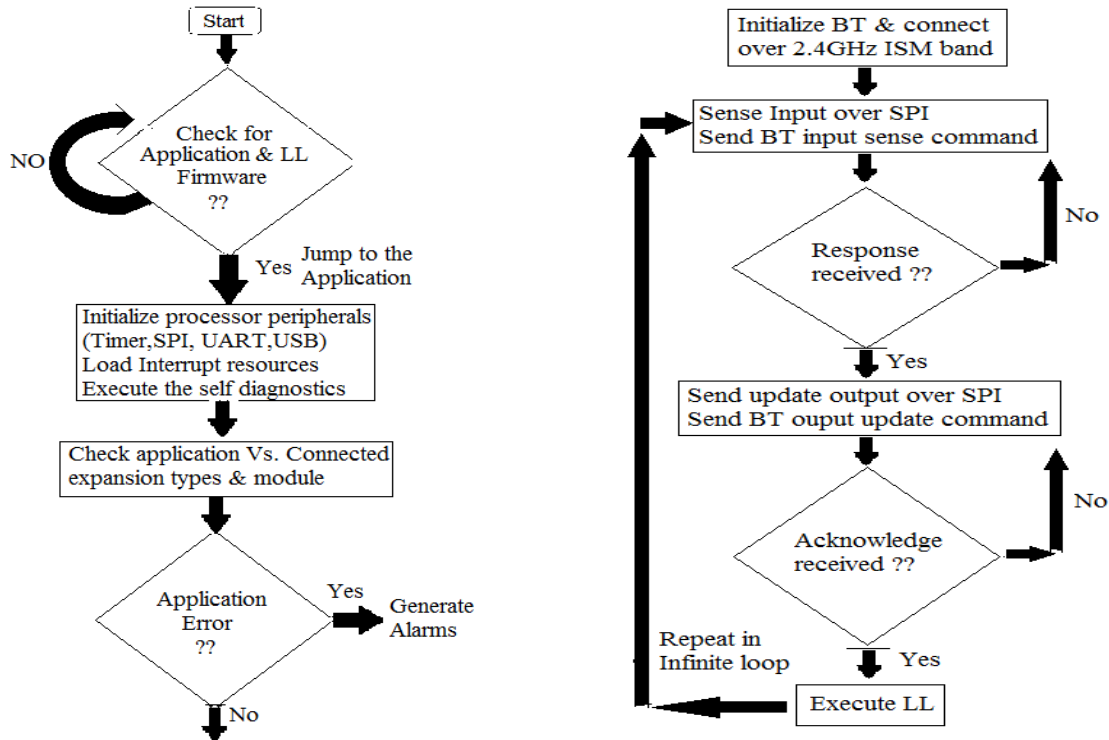 Start
Check for
Application & LL
Firmware
??
NO
Yes
Jump to the
Application
Initialize processor peripherals
(Timer,SPI, UART,USB)
Load Interrupt resources
Execute the self diagnostics
Check application Vs. Connected
expansion types & module
Application
Error
??
Yes
Generate
Alarms
No
Initialize BT & connect
over 2.4GHz ISM band
Sense Input over SPI
Send BT input sense command
Response
received ??
No
Yes
Send update output over SPI
Send BT ouput update command
Acknowledge
received ??
No
Yes
Execute LL
Repeat in
Infinite loop